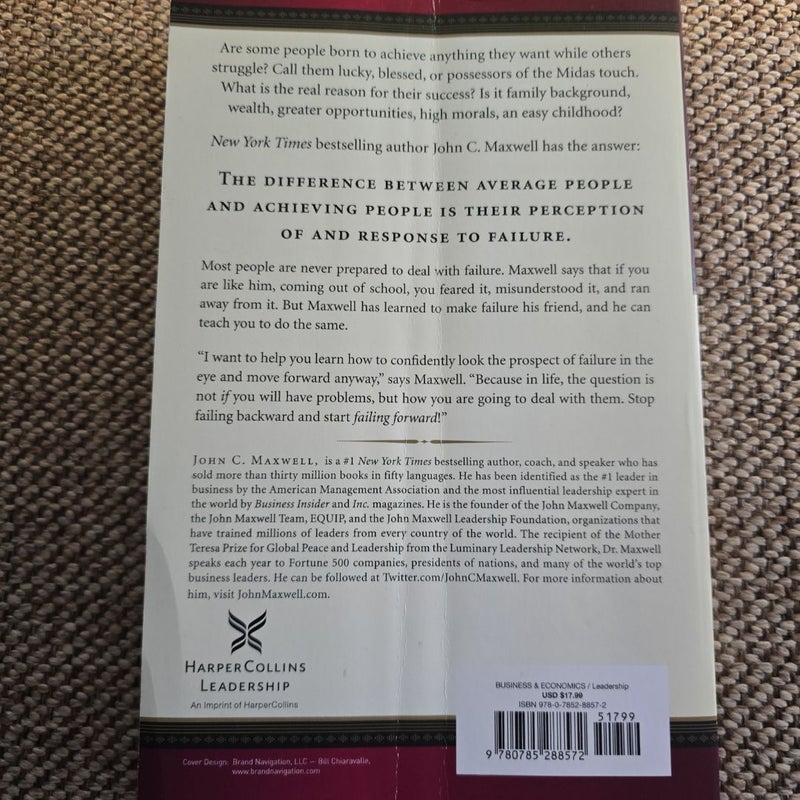 Are some people born to achieve anything they want while others
struggle? Call them lucky, blessed, or possessors of the Midas touch.
What is the real reason for their success? Is it family background,
wealth, greater opportunities, high morals, an easy childhood?
New York Times bestselling author John C. Maxwell has the answer:
THE DIFFERENCE BETWEEN AVERAGE PEOPLE
AND ACHIEVING PEOPLE IS THEIR PERCEPTION
OF AND RESPONSE TO FAILURE.
Most people are never prepared to deal with failure. Maxwell says that if you
are like him, coming out of school, you feared it, misunderstood it, and ran
away from it. But Maxwell has learned to make failure his friend, and he can
teach you to do the same.
“I want to help you learn how to confidently look the prospect of failure in the
eye and move forward anyway,” says Maxwell. “Because in life, the question is
not if you will have problems, but how you are going to deal with them. Stop
failing backward and start failing forward!”
JOHN C. MAXWELL, is a #1 New York Times bestselling author, coach, and speaker who has
sold more than thirty million books in fifty languages. He has been identified as the #1 leader in
business by the American Management Association and the most influential leadership expert in
the world by Business Insider and Inc. magazines. He is the founder of the John Maxwell Company,
the John Maxwell Team, EQUIP, and the John Maxwell Leadership Foundation, organizations that
have trained millions of leaders from every country of the world. The recipient of the Mother
Teresa Prize for Global Peace and Leadership from the Luminary Leadership Network, Dr. Maxwell
speaks each year to Fortune 500 companies, presidents of nations, and many of the world's top
business leaders. He can be followed at Twitter.com/JohnCMaxwell. For more information about
him, visit JohnMaxwell.com.
HARPERCOLLINS
LEADERSHIP
An Imprint of HarperCollins
BUSINESS & ECONOMICS / Leadership
USD $17.99
ISBN 978-0-7852-8857-2
51799
9 780785 288572
Cover Design: Brand Navigation, LLC — Bill Chiaravalle,
www.brandnavigation.com